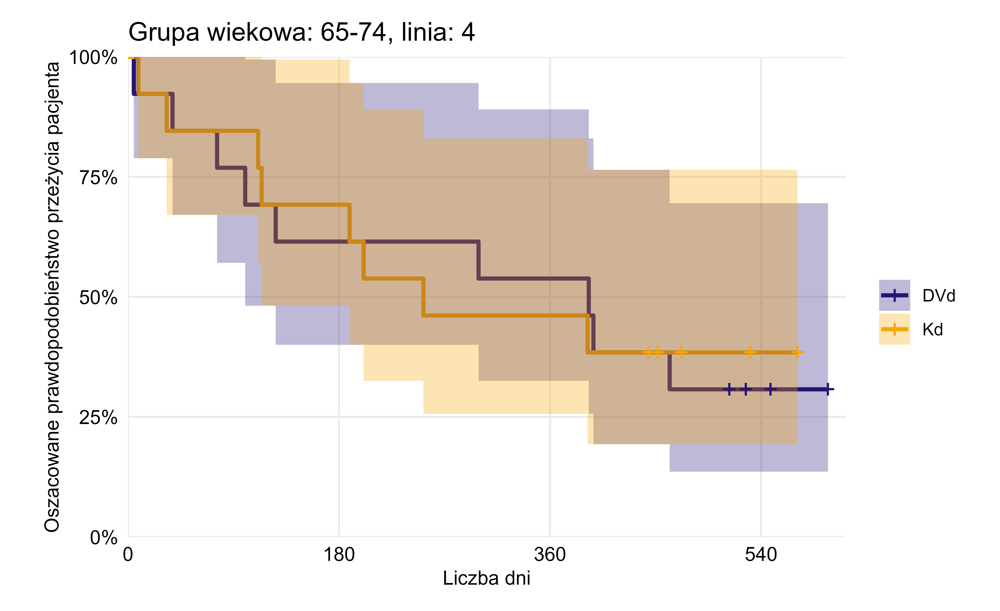 Grupa wiekowa: 65-74, linia: 4
Oszacowane prawdopodobieństwo przeżycia pacjenta
100%
75%
50%
25%
0%
0 180 360 540
Liczba dni
DVd
Kd